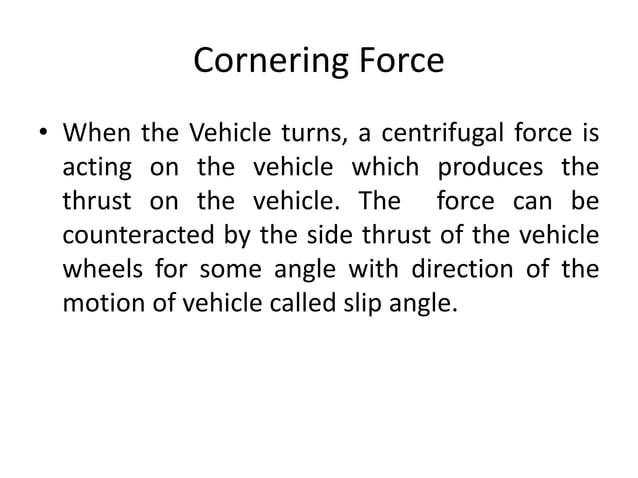 Cornering Force
• When the Vehicle turns, a centrifugal force is
acting on the vehicle which produces the
thrust on the vehicle. The force can be
counteracted by the side thrust of the vehicle
wheels for some angle with direction of the
motion of vehicle called slip angle.